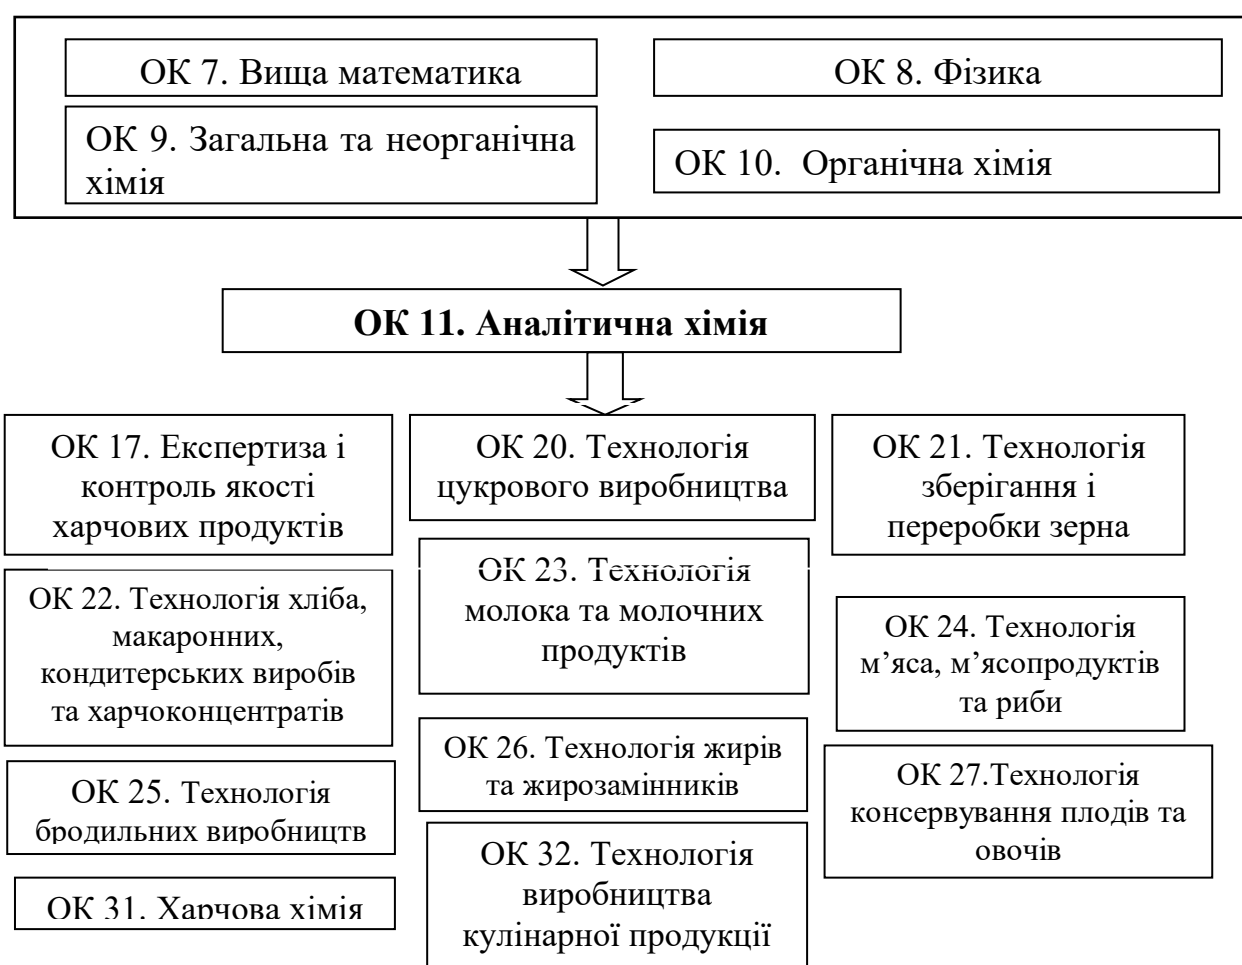 ОК 7. Вища математика
ОК 8. Фізика
ОК 9. Загальна та неорганічна
хімія
ОК 10. Органічна хімія
ОК 11. Аналітична хімія
ОК 17. Експертиза і
контроль якості
харчових продуктів
ОК 20. Технологія
цукрового виробництва
ОК 21. Технологія
зберігання і
переробки зерна
ОК 22. Технологія хліба,
макаронних,
кондитерських виробів
та харчоконцентратів
ОК 23. Технологія
молока та молочних
продуктів
ОК 24. Технологія
м’яса, м’ясопродуктів
та риби
ОК 25. Технологія
бродильних виробництв
ОК 26. Технологія жирів
та жирозамінників
ОК 27.Технологія
консервування плодів та
овочів
ОК 31. Харчова хімія
ОК 32. Технологія
виробництва
кулінарної продукції